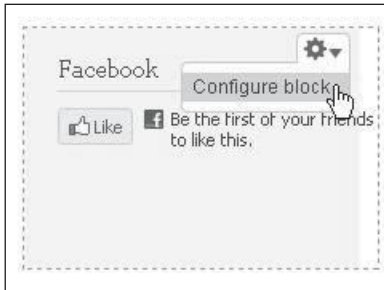 Facebook
Configure block
Like
Be the first of your friends
to like this.